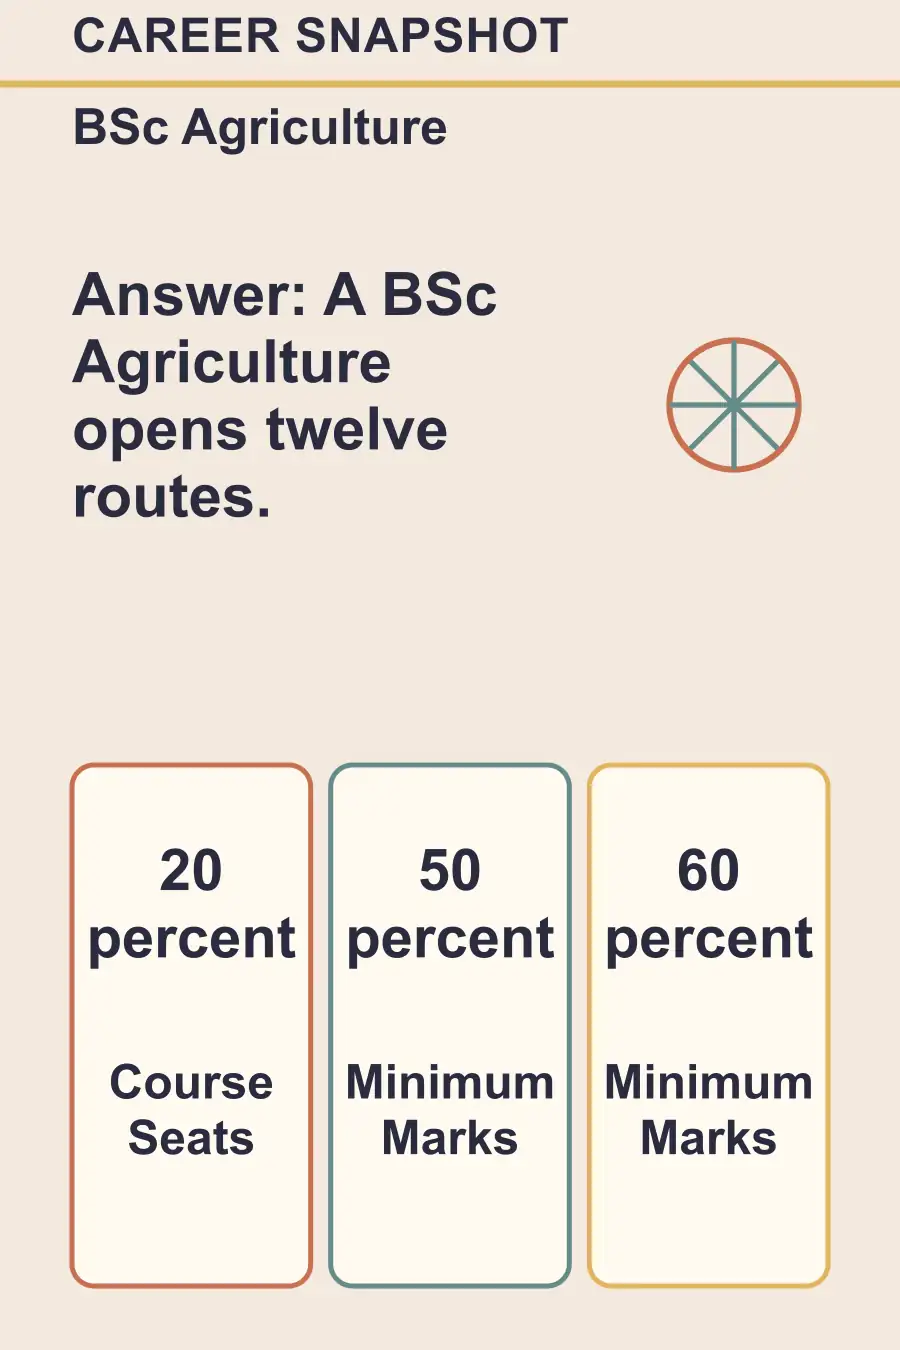 CAREER SNAPSHOT
BSc Agriculture
Answer: A BSc
Agriculture
opens twelve
routes.
20
percent
Course
Seats
50
percent
Minimum
Marks
60
percent
Minimum
Marks